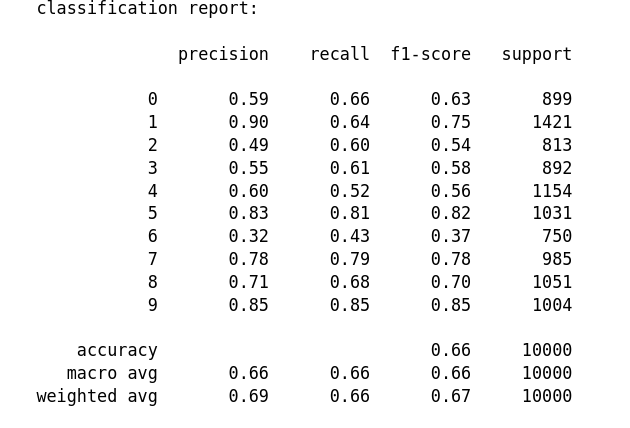 classification report:
precision recall f1-score support
0 0.59 0.66 0.63 899
1 0.90 0.64 0.75 1421
2 0.49 0.60 0.54 813
3 0.55 0.61 0.58 892
4 0.60 0.52 0.56 1154
5 0.83 0.81 0.82 1031
6 0.32 0.43 0.37 750
7 0.78 0.79 0.78 985
8 0.71 0.68 0.70 1051
9 0.85 0.85 0.85 1004
accuracy 0.66 10000
macro avg 0.66 0.66 0.66 10000
weighted avg 0.69 0.66 0.67 10000